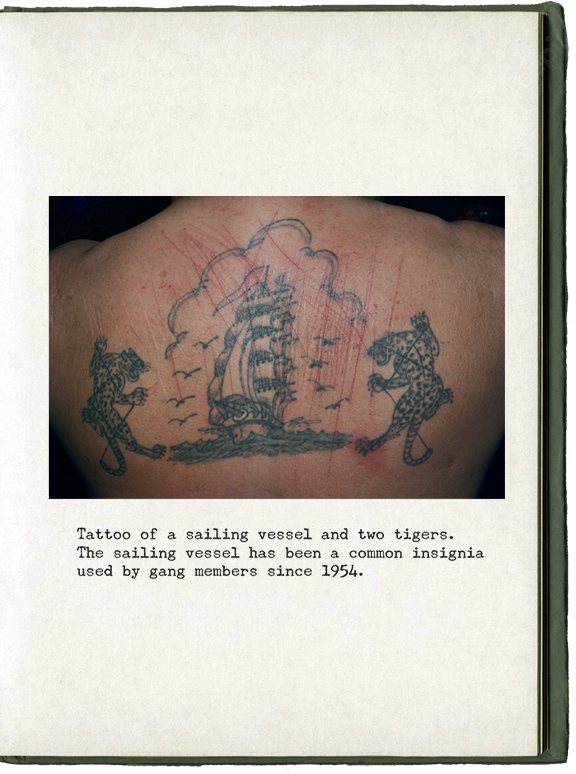 Tattoo of a sailing vessel and two tigers.
The sailing vessel has been a common insignia
used by gang members since 1954.